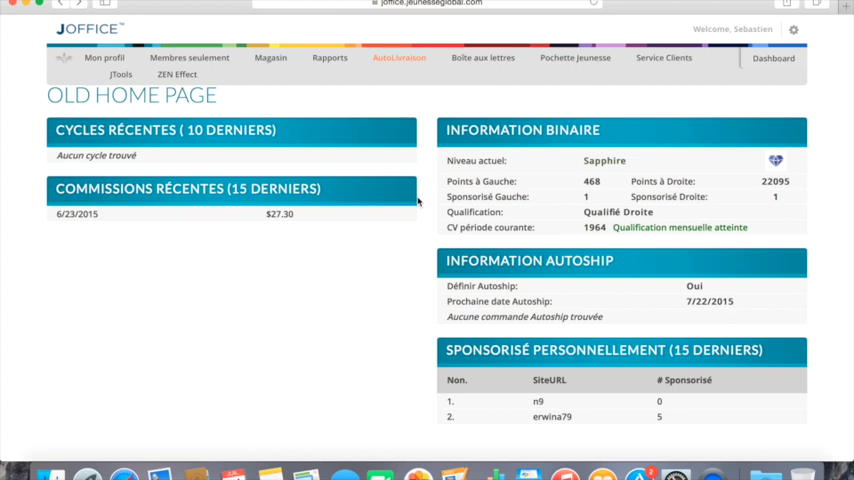 joffice.jeunesseglobal.com
JOFFICE™
Welcome, Sebastien
Mon profil Membres seulement Magasin Rapports AutoLivraison Boîte aux lettres Pochette Jeunesse Service Clients Dashboard
JTools ZEN Effect
OLD HOME PAGE
CYCLES RÉCENTES ( 10 DERNIERS)
Aucun cycle trouvé
COMMISSIONS RÉCENTES (15 DERNIERS)
6/23/2015 $27.30
INFORMATION BINAIRE
Niveau actuel: Sapphire
Points à Gauche: 468 Points à Droite: 22095
Sponsorisé Gauche: 1 Sponsorisé Droite: 1
Qualification: Qualifié Droite
CV période courante: 1964 Qualification mensuelle atteinte
INFORMATION AUTOSHIP
Définir Autoship: Oui
Prochaine date Autoship: 7/22/2015
Aucune commande Autoship trouvée
SPONSORISÉ PERSONNELLEMENT (15 DERNIERS)
Non. SiteURL # Sponsorisé
1. n9 0
2. erwina79 5
2